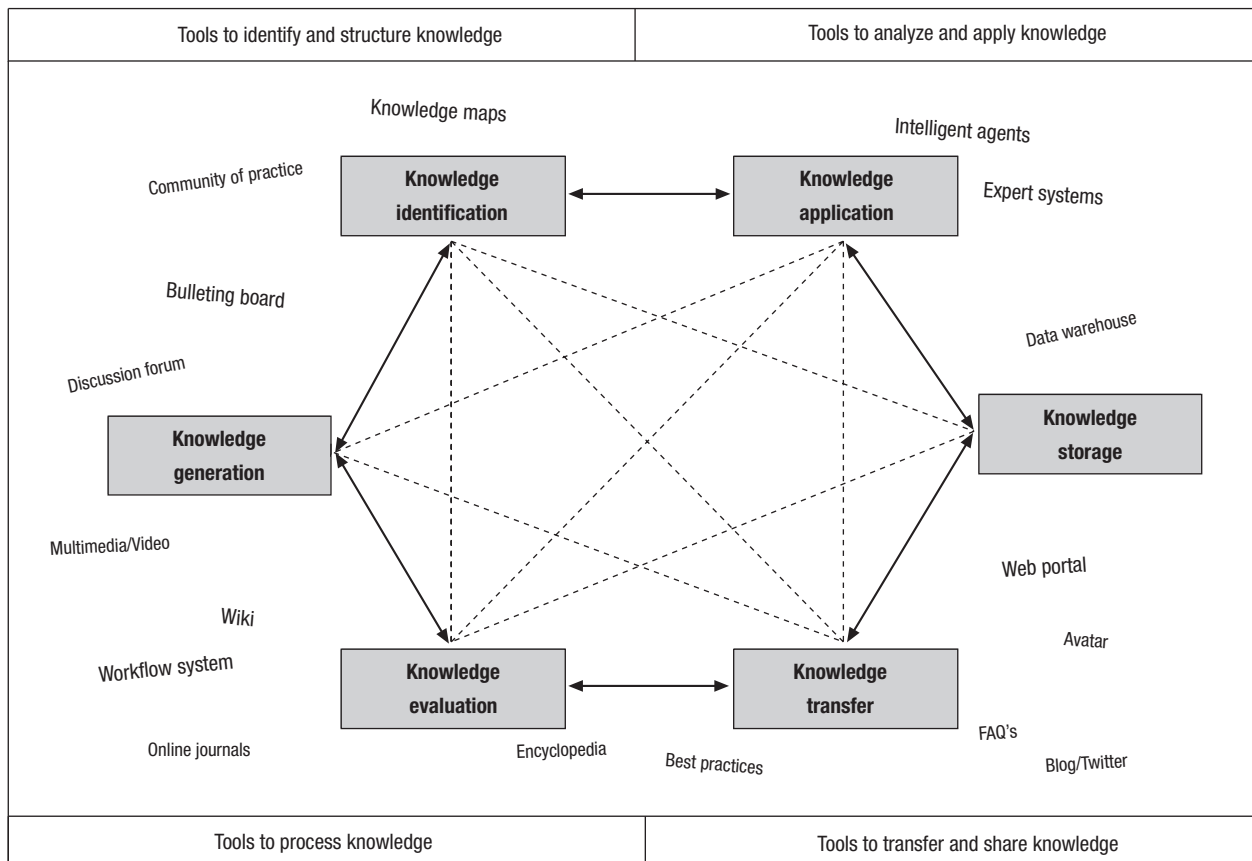 Tools to identify and structure knowledge
Tools to analyze and apply knowledge
Knowledge maps
Intelligent agents
Community of practice
Knowledge
identification
Knowledge
application
Expert systems
Bulleting board
Data warehouse
Discussion forum
Knowledge
generation
Knowledge
storage
Multimedia/Video
Web portal
Wiki
Avatar
Workflow system
Knowledge
evaluation
Knowledge
transfer
FAQ's
Online journals
Encyclopedia
Best practices
Blog/Twitter
Tools to process knowledge
Tools to transfer and share knowledge